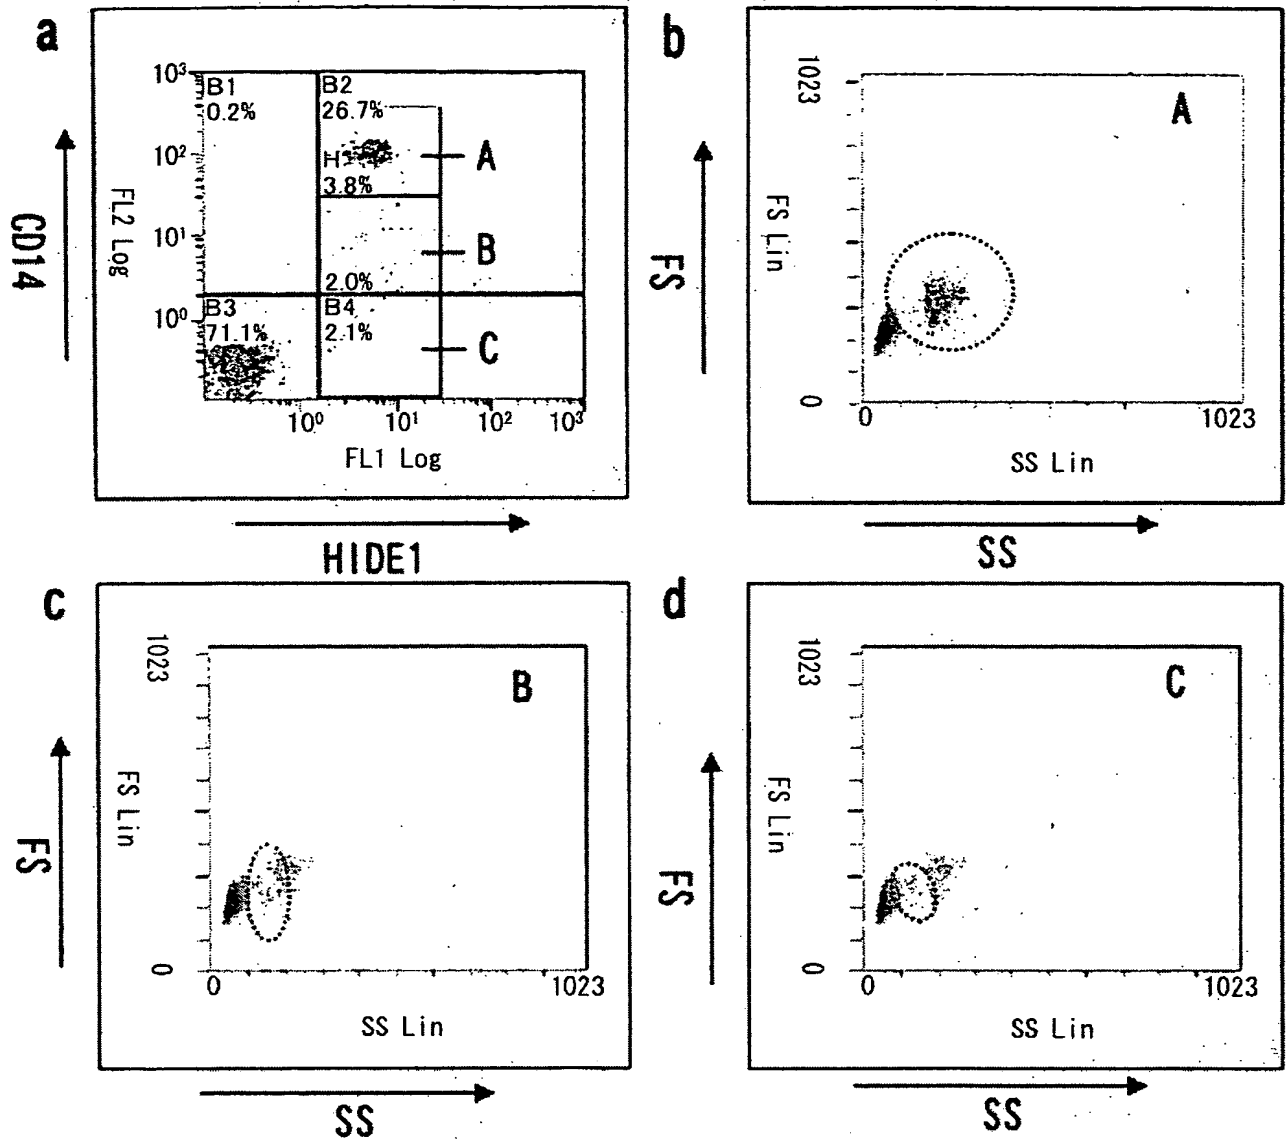 a
10³
10²
10¹
10⁰
B1
0.2%
B2
26.7%
H
3.8%
2.0%
B3
71.1%
B4
2.1%
A
B
C
CD14
FL2 Log
10⁰ 10¹ 10² 10³
FL1 Log
HIDE1
b
1023
A
FS
FS Lin
0
0 1023
SS Lin
SS
c
1023
B
FS
FS Lin
0
0 1023
SS Lin
SS
d
1023
C
FS
FS Lin
0
0 1023
SS Lin
SS